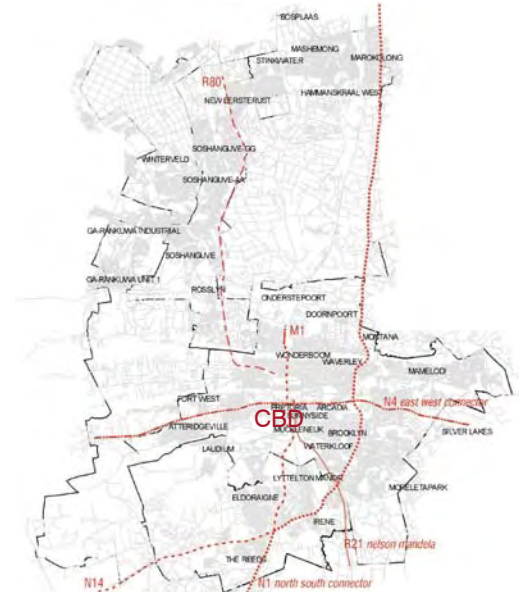 BOSPLAAS
MASHEMONG
STINKWATER
MAROKOLONG
R80
NEW EERSTERUST
HAMMANSKRAAL WEST
SOSHANGUVE-GG
WINTERVELD
SOSHANGUVE-AA
GA-RANKUWA INDUSTRIAL
SOSHANGUVE
GA-RANKUWA UNIT 1
ROSSLYN
ONDERSTEPOORT
DOORNPOORT
M1
MONTANA
WONDERBOOM
WAVERLEY
MAMELODI
FORT WEST
N4 east west connector
PRETORIA
ARCADIA
SUNNYSIDE
CBD
ATTERIDGEVILLE
MUCKLENEUK
BROOKLYN
SILVER LAKES
LAUDIUM
WATERKLOOF
LYTTELTON MANOR
MORELETAPARK
ELDORAIGNE
IRENE
R21 nelson mandela
THE REEDS
N14
N1 north south connector